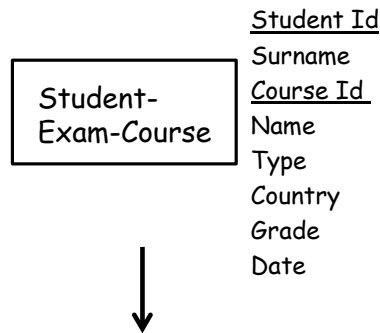 Student-
Exam-Course
Student Id
Surname
Course Id
Name
Type
Country
Grade
Date